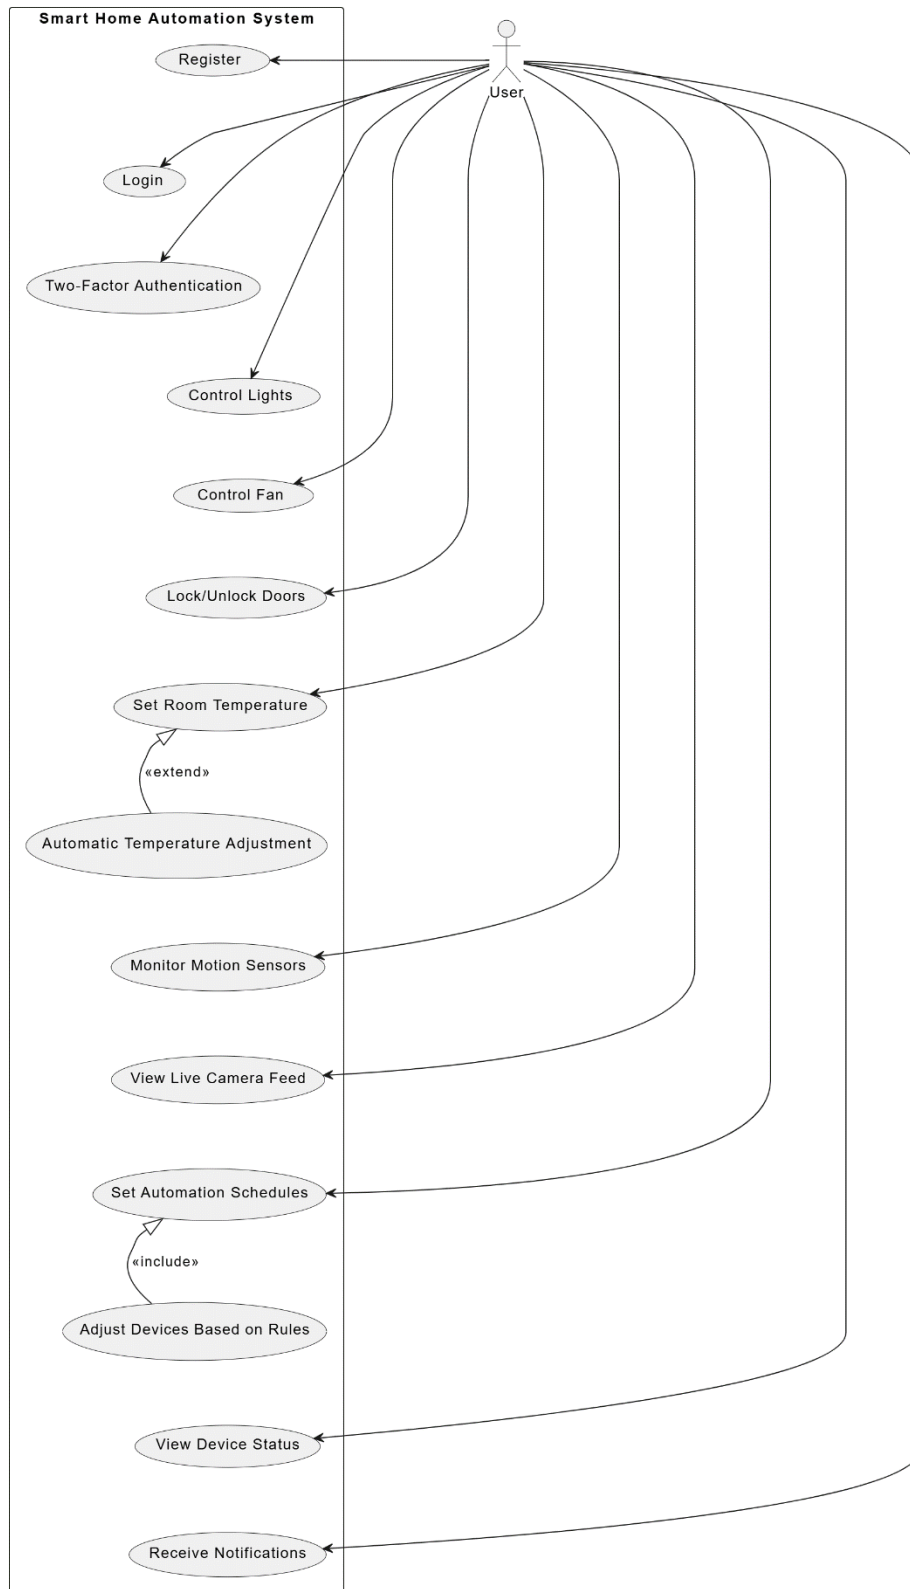 Smart Home Automation System
Register
User
Login
Two-Factor Authentication
Control Lights
Control Fan
Lock/Unlock Doors
Set Room Temperature
«extend»
Automatic Temperature Adjustment
Monitor Motion Sensors
View Live Camera Feed
Set Automation Schedules
«include»
Adjust Devices Based on Rules
View Device Status
Receive Notifications